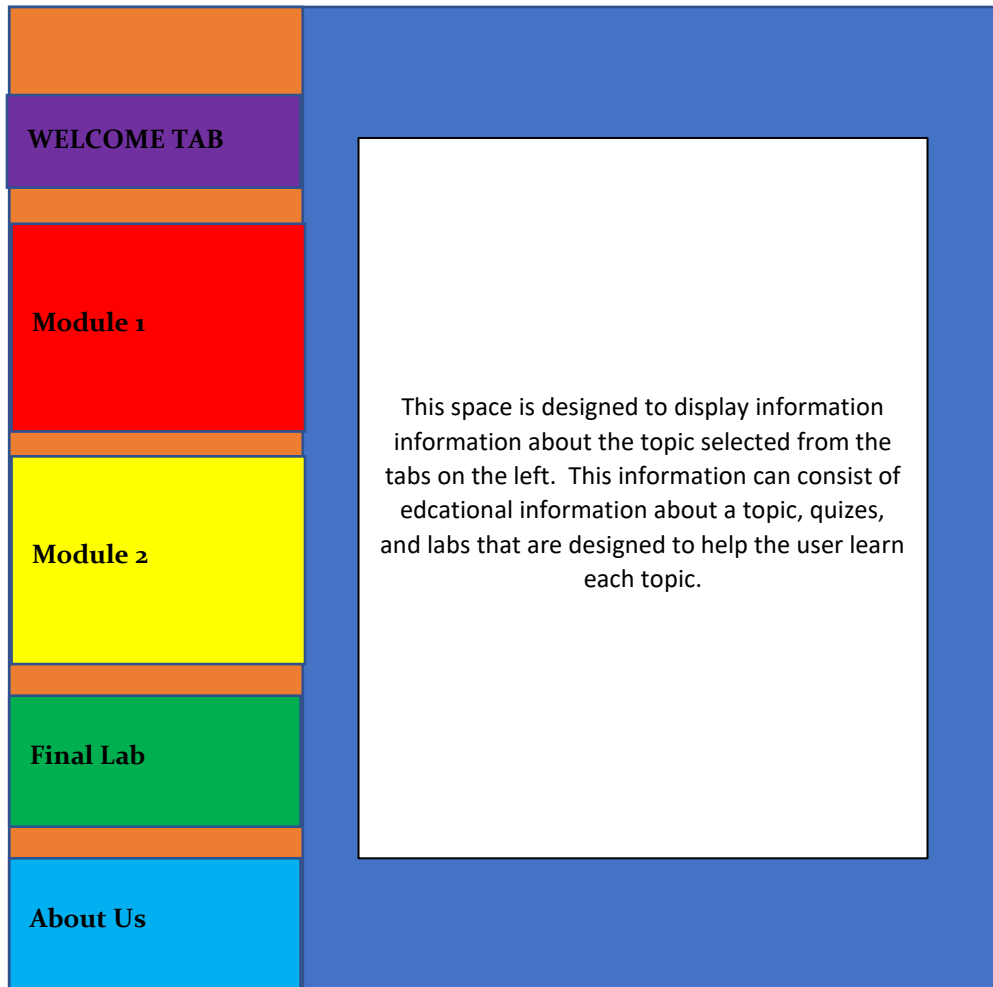 WELCOME TAB
Module 1
Module 2
Final Lab
About Us
This space is designed to display information
information about the topic selected from the
tabs on the left.  This information can consist of
edcational information about a topic, quizes,
and labs that are designed to help the user learn
each topic.